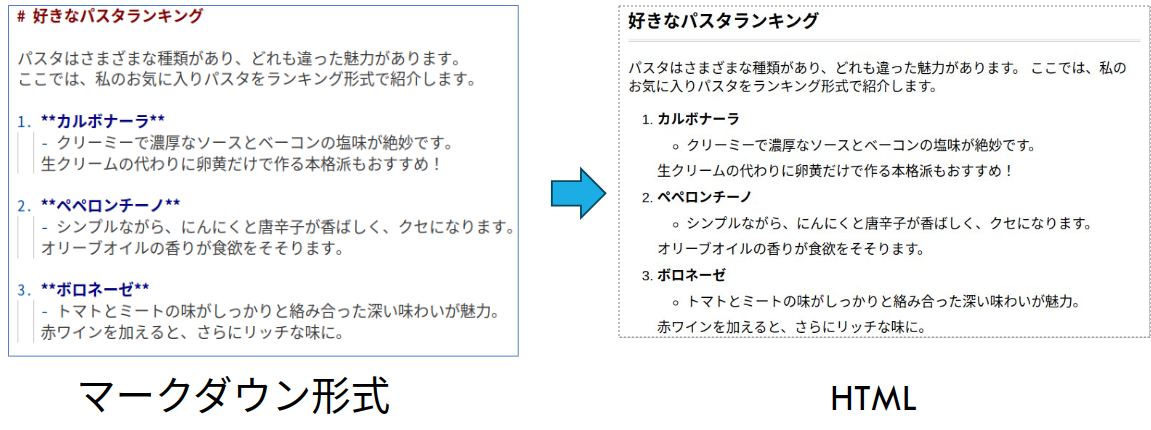 # 好きなパスタランキング
パスタはさまざまな種類があり、どれも違った魅力があります。
ここでは、私のお気に入りパスタをランキング形式で紹介します。
1. **カルボナーラ**
- クリーミーで濃厚なソースとベーコンの塩味が絶妙です。
生クリームの代わりに卵黄だけで作る本格派もおすすめ！
2. **ペペロンチーノ**
- シンプルながら、にんにくと唐辛子が香ばしく、クセになります。
オリーブオイルの香りが食欲をそそります。
3. **ボロネーゼ**
- トマトとミートの味がしっかりと絡み合った深い味わいが魅力。
赤ワインを加えると、さらにリッチな味に。
マークダウン形式
好きなパスタランキング
パスタはさまざまな種類があり、どれも違った魅力があります。 ここでは、私の
お気に入りパスタをランキング形式で紹介します。
1. カルボナーラ
○ クリーミーで濃厚なソースとベーコンの塩味が絶妙です。
生クリームの代わりに卵黄だけで作る本格派もおすすめ！
2. ペペロンチーノ
○ シンプルながら、にんにくと唐辛子が香ばしく、クセになります。
オリーブオイルの香りが食欲をそそります。
3. ボロネーゼ
○ トマトとミートの味がしっかりと絡み合った深い味わいが魅力。
赤ワインを加えると、さらにリッチな味に。
HTML